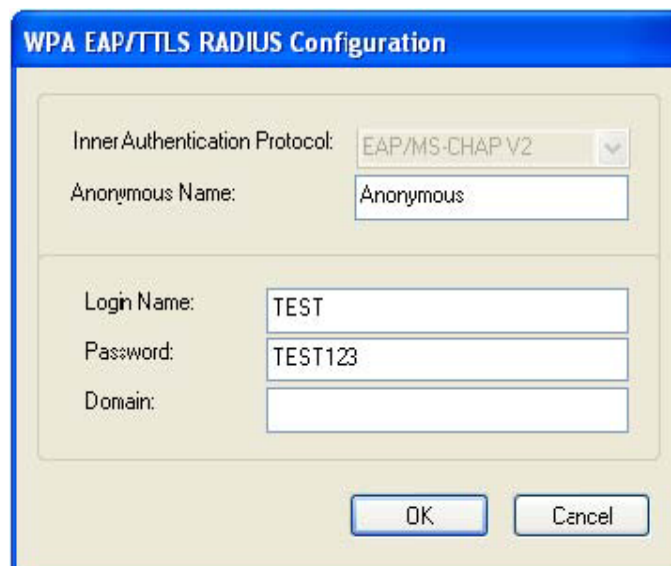 WPA EAP/TTLS RADIUS Configuration
Inner Authentication Protocol: EAP/MS-CHAP V2
Anonymous Name: Anonymous
Login Name: TEST
Password: TEST123
Domain:
OK Cancel